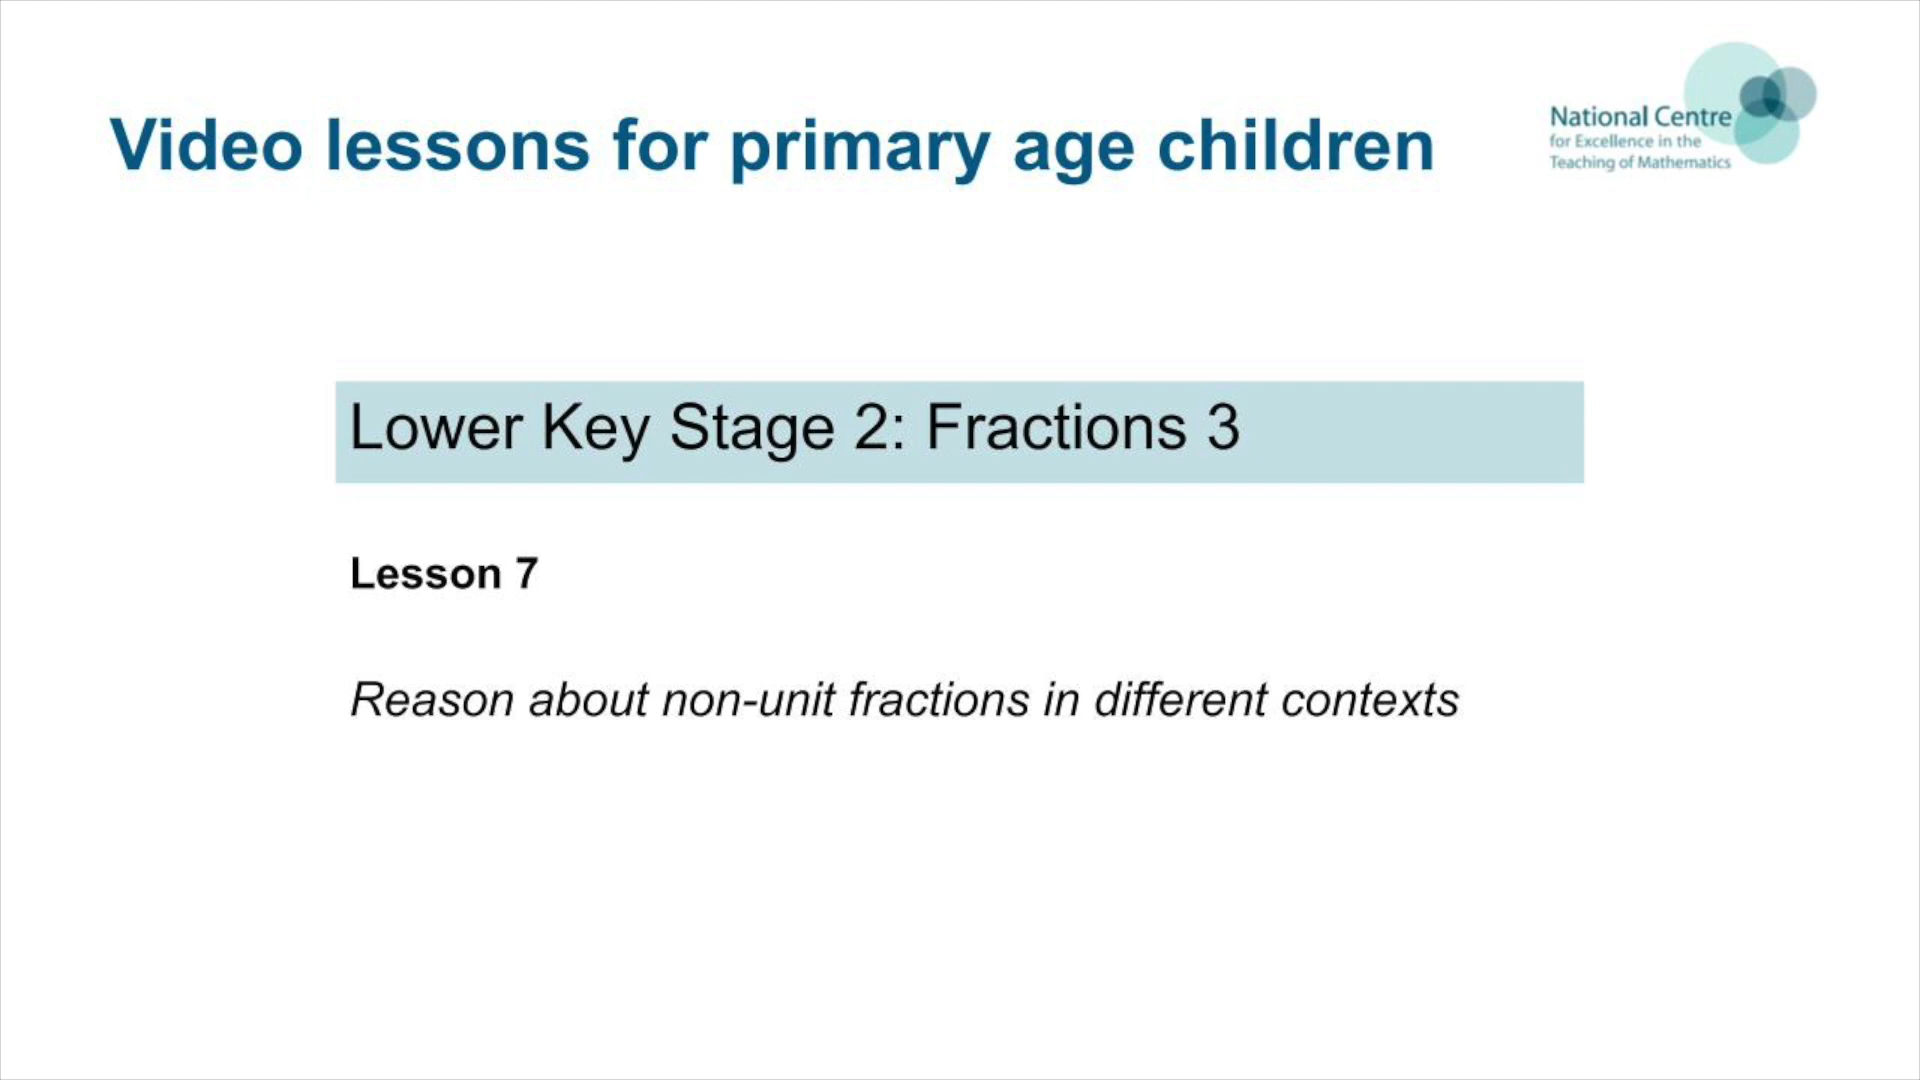 Video lessons for primary age children
National Centre
for Excellence in the
Teaching of Mathematics
Lower Key Stage 2: Fractions 3
Lesson 7
Reason about non-unit fractions in different contexts